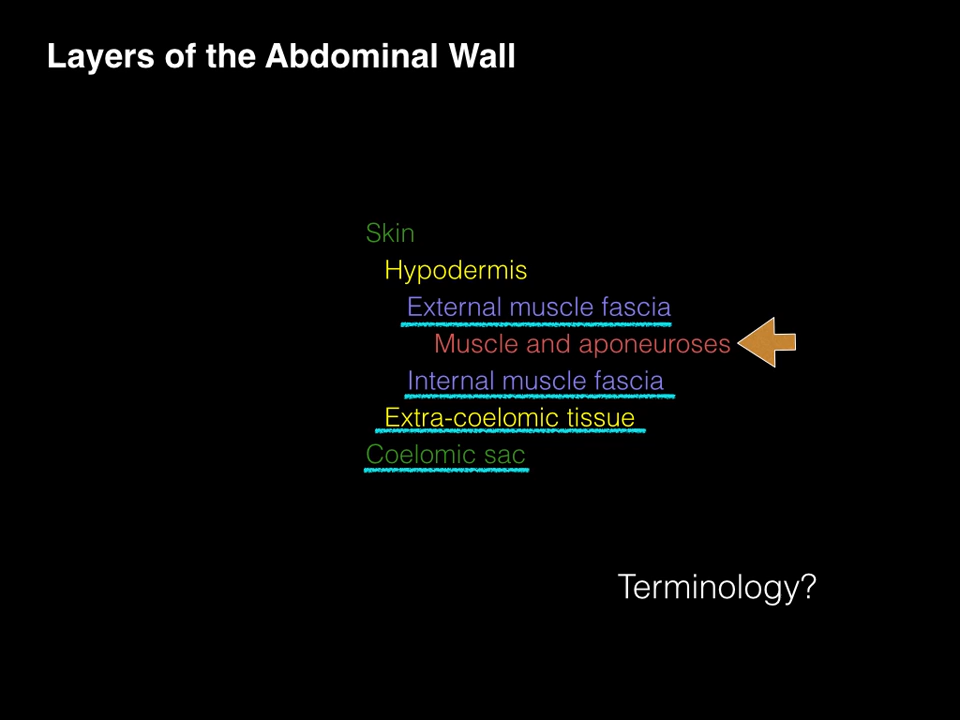 Layers of the Abdominal Wall
Skin
Hypodermis
External muscle fascia
Muscle and aponeuroses
Internal muscle fascia
Extra-coelomic tissue
Coelomic sac
Terminology?